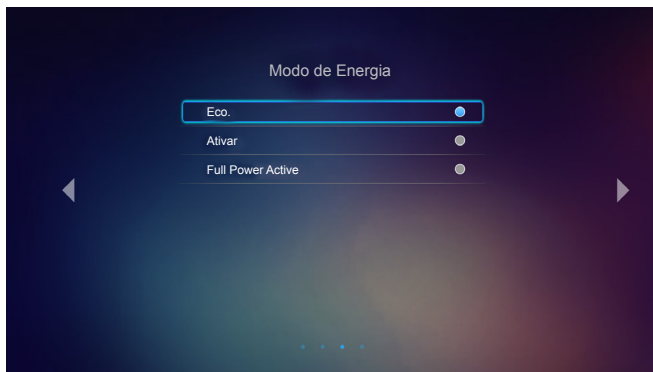 Modo de Energia
Eco.
Ativar
Full Power Active